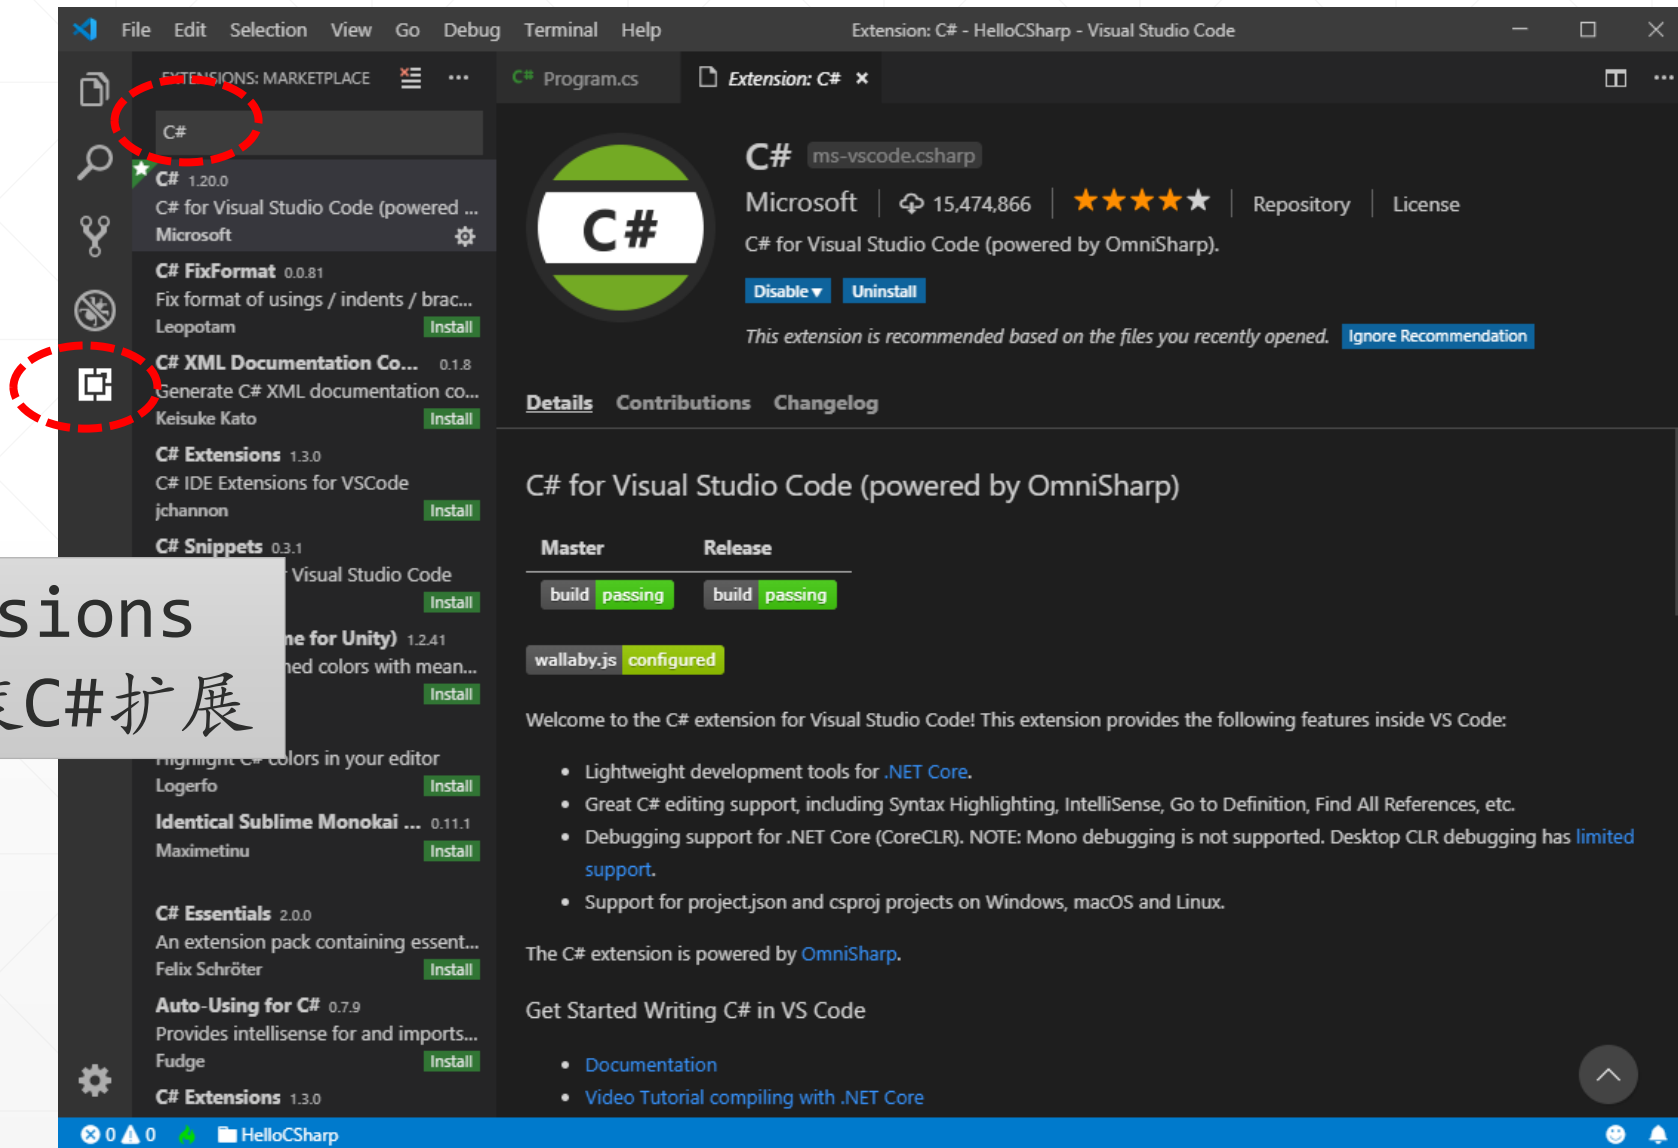 File Edit Selection View Go Debug Terminal Help
Extension: C# - HelloCSharp - Visual Studio Code
EXTENSIONS: MARKETPLACE
C#
C# 1.20.0
C# for Visual Studio Code (powered ...
Microsoft
C# FixFormat 0.0.81
Fix format of usings / indents / brac...
Leopotam Install
C# XML Documentation Co... 0.1.8
Generate C# XML documentation co...
Keisuke Kato Install
C# Extensions 1.3.0
C# IDE Extensions for VSCode
jchannon Install
C# Snippets 0.3.1
Visual Studio Code
Install
me for Unity) 1.2.41
ned colors with mean...
Install
sions
C#扩展
Highlight C# colors in your editor
Logerfo Install
Identical Sublime Monokai ... 0.11.1
Maximetinu Install
C# Essentials 2.0.0
An extension pack containing essent...
Felix Schröter Install
Auto-Using for C# 0.7.9
Provides intellisense for and imports...
Fudge Install
C# Extensions 1.3.0
C# Program.cs
Extension: C#
C#
C# ms-vscode.csharp
Microsoft 15,474,866 Repository License
C# for Visual Studio Code (powered by OmniSharp).
Disable Uninstall
This extension is recommended based on the files you recently opened. Ignore Recommendation
Details Contributions Changelog
C# for Visual Studio Code (powered by OmniSharp)
Master Release
build passing build passing
wallaby.js configured
Welcome to the C# extension for Visual Studio Code! This extension provides the following features inside VS Code:
• Lightweight development tools for .NET Core.
• Great C# editing support, including Syntax Highlighting, IntelliSense, Go to Definition, Find All References, etc.
• Debugging support for .NET Core (CoreCLR). NOTE: Mono debugging is not supported. Desktop CLR debugging has limited
support.
• Support for project.json and csproj projects on Windows, macOS and Linux.
The C# extension is powered by OmniSharp.
Get Started Writing C# in VS Code
• Documentation
• Video Tutorial compiling with .NET Core
0 0 HelloCSharp